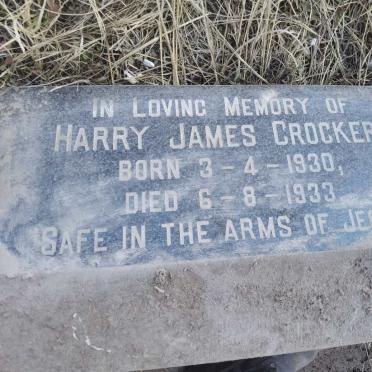 IN LOVING MEMORY OF
HARRY JAMES CROCKER
BORN 3-4-1930,
DIED 6-8-1933
SAFE IN THE ARMS OF